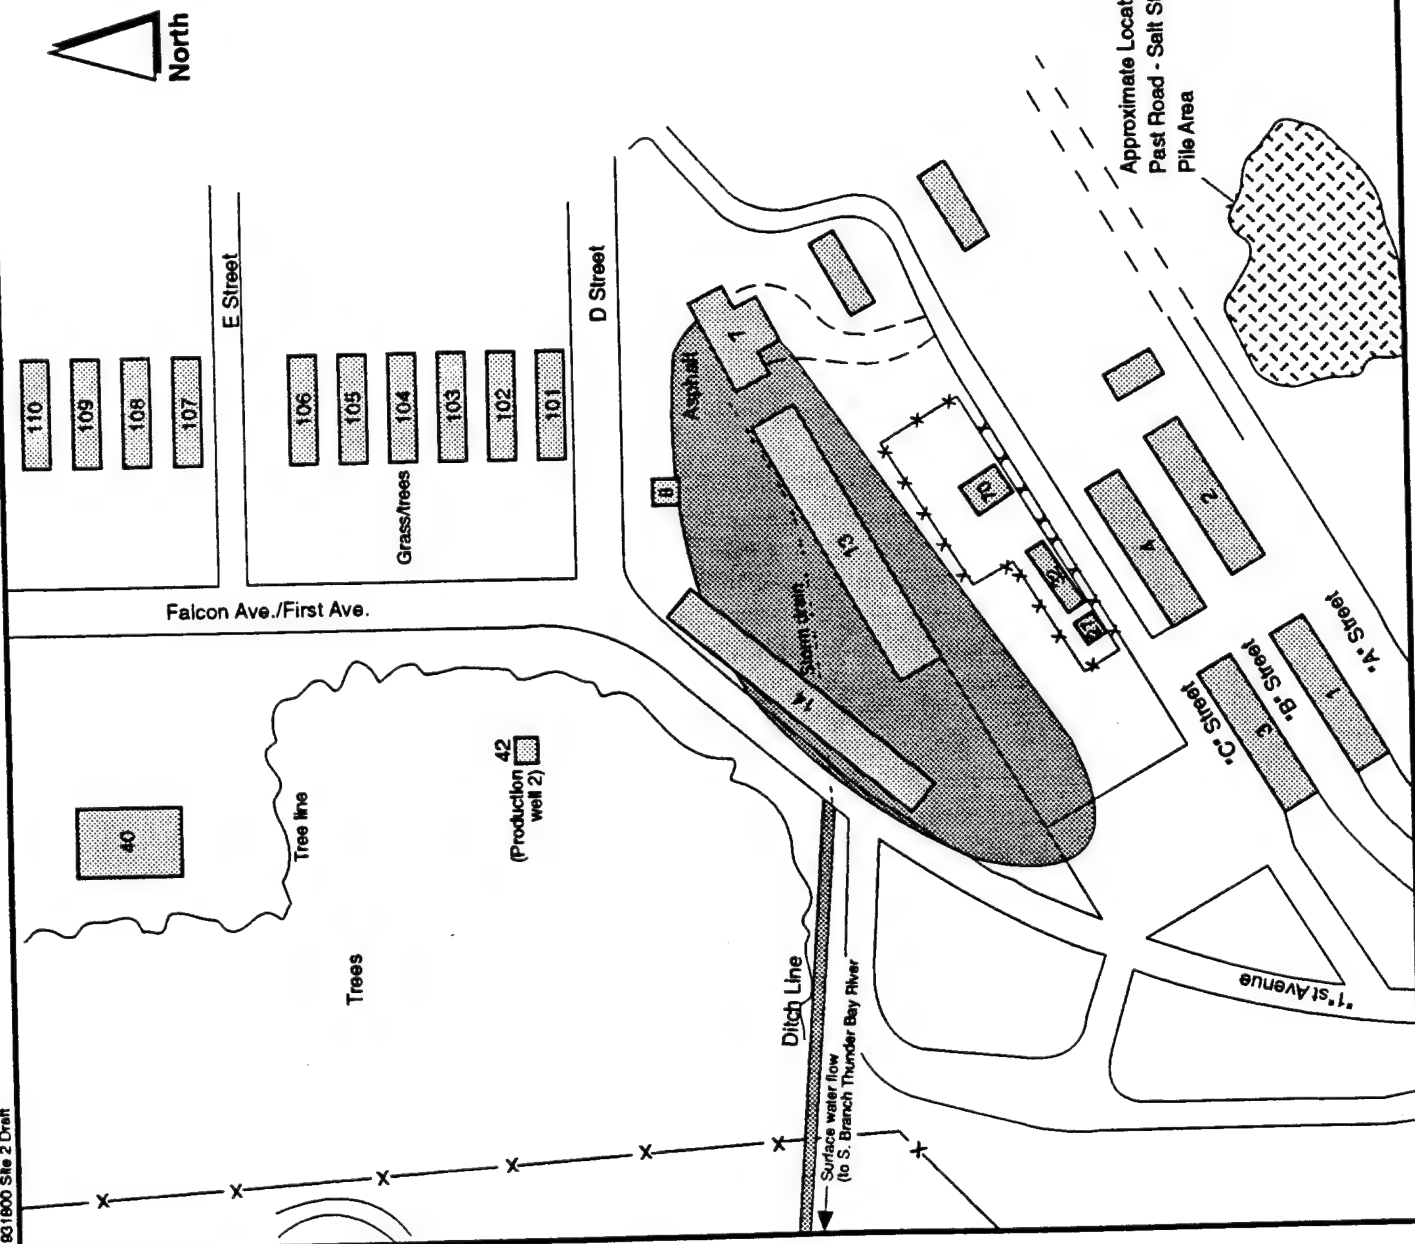 931800 Site 2 Draft
North
110
109
108
107
E Street
106
105
104
103
102
101
Grass/trees
D Street
Falcon Ave./First Ave.
40
Tree line
Trees
42
(Production
well 2)
Asphalt
8
1
13
14
Storm drain
70
27
4
2
3
1
"C" Street
"B" Street
"A" Street
"1"st Avenue
Ditch Line
Surface water flow
(to S. Branch Thunder Bay River
Approximate Locat
Past Road - Salt St
Pile Area